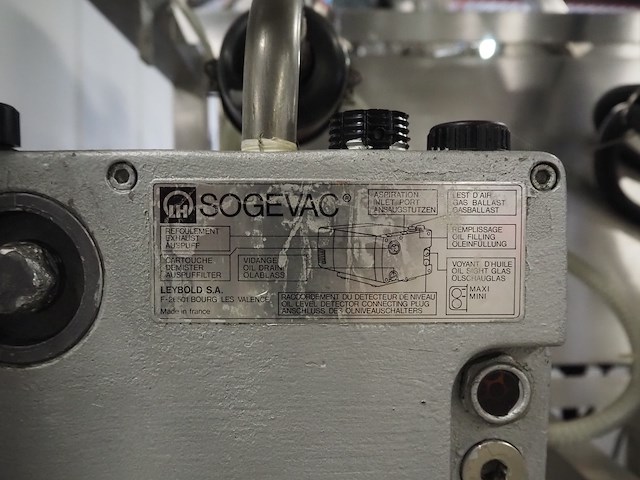 LH SOGEVAC®
ASPIRATION
INLET PORT
ANSAUGSTUTZEN
LEST D'AIR
GAS BALLAST
GASBALLAST
REFOULEMENT
EXHAUST
AUSPUFF
REMPLISSAGE
OIL FILLING
OLEINFÜLLUNG
CARTOUCHE
DEMISTER
AUSPUFFILTER
VIDANGE
OIL DRAIN
OLABLASS
VOYANT D'HUILE
OIL SIGHT GLAS
OLSCHAUGLAS
LEYBOLD S.A.
BOURG LES VALENCE
Made in france
RACCORDEMENT DU DETECTEUR DE NIVEAU
OIL LEVEL DETECTOR CONNECTING PLUG
ANSCHLUSS DES OLNIVEAUSCHALTERS
MAXI
MINI